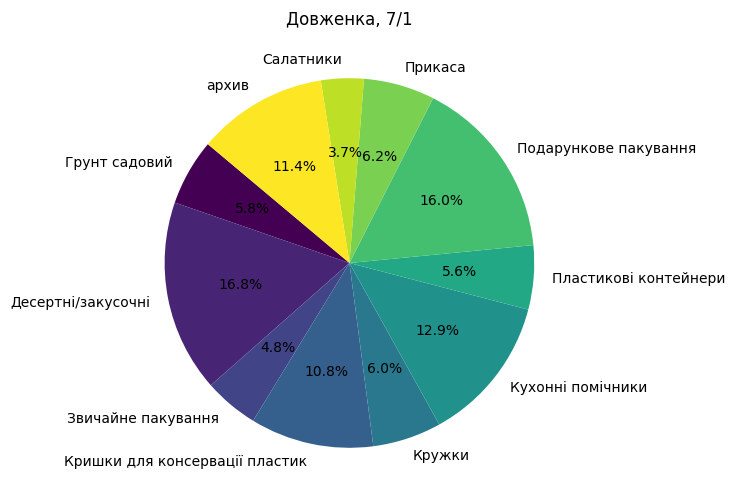 Довженка, 7/1
Салатники
Прикаса
архив
Подарункове пакування
Грунт садовий
3.7%
6.2%
11.4%
16.0%
5.8%
Пластикові контейнери
5.6%
16.8%
Десертні/закусочні
12.9%
4.8%
10.8%
6.0%
Кухонні помічники
Звичайне пакування
Кружки
Кришки для консервації пластик